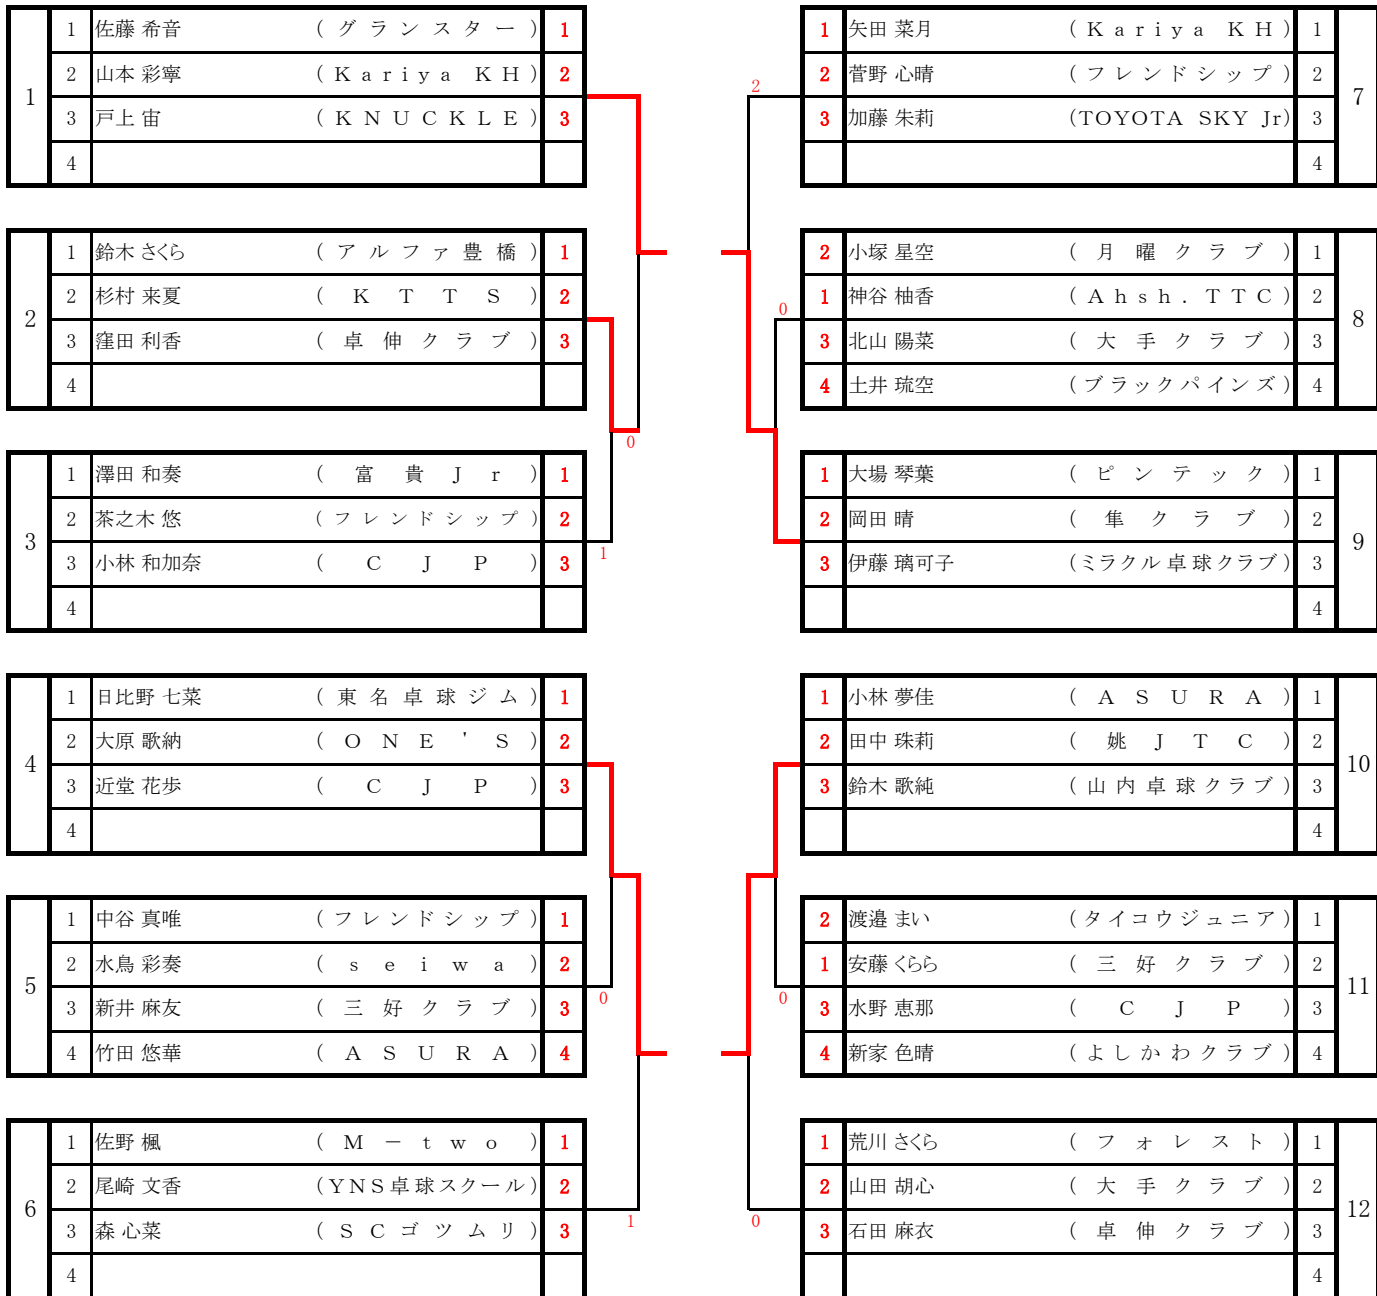 1 佐藤 希音 (グランスター) 1
2 山本 彩寧 (Kariya KH) 2
1
3 戸上 宙 (KNUCKLE) 3
4
2 鈴木 さくら
1 鈴木 さくら (アルファ豊橋) 1
2 杉村 来夏 (KTTS) 2
2
3 窪田 利香 (卓伸クラブ) 3
4
0
1 澤田 和奏 (富貴Jr) 1
2 茶之木 悠 (フレンドシップ) 2
3
3 小林 和加奈 (CJP) 3
1
4
1 日比野 七菜 (東名卓球ジム) 1
2 大原 歌納 (ONE'S) 2
4
3 近堂 花歩 (CJP) 3
4
1 中谷 真唯 (フレンドシップ) 1
2 水鳥 彩奏 (seiwa) 2
5
0
3 新井 麻友 (三好クラブ) 3
4 竹田 悠華 (ASURA) 4
1 佐野 楓 (M－two) 1
2 尾崎 文香 (YNS卓球スクール) 2
6
1
3 森 心菜 (SCゴツムリ) 3
4
1 矢田 菜月 (Kariya KH) 1
2 菅野 心晴 (フレンドシップ) 2
2
7
3 加藤 朱莉 (TOYOTA SKY Jr) 3
4
2 小塚 星空 (月曜クラブ) 1
1 神谷 柚香 (Ahsh.TTC) 2
0
8
3 北山 陽菜 (大手クラブ) 3
4 土井 琉空 (ブラックパインズ) 4
1 大場 琴葉 (ピンテック) 1
2 岡田 晴 (隼クラブ) 2
9
3 伊藤 璃可子 (ミラクル卓球クラブ) 3
4
1 小林 夢佳 (ASURA) 1
2 田中 珠莉 (姚JTC) 2
10
3 鈴木 歌純 (山内卓球クラブ) 3
4
2 渡邉 まい (タイコウジュニア) 1
1 安藤 くらら (三好クラブ) 2
11
0
3 水野 恵那 (CJP) 3
4 新家 色晴 (よしかわクラブ) 4
1 荒川 さくら (フォレスト) 1
2 山田 胡心 (大手クラブ) 2
12
0
3 石田 麻衣 (卓伸クラブ) 3
4